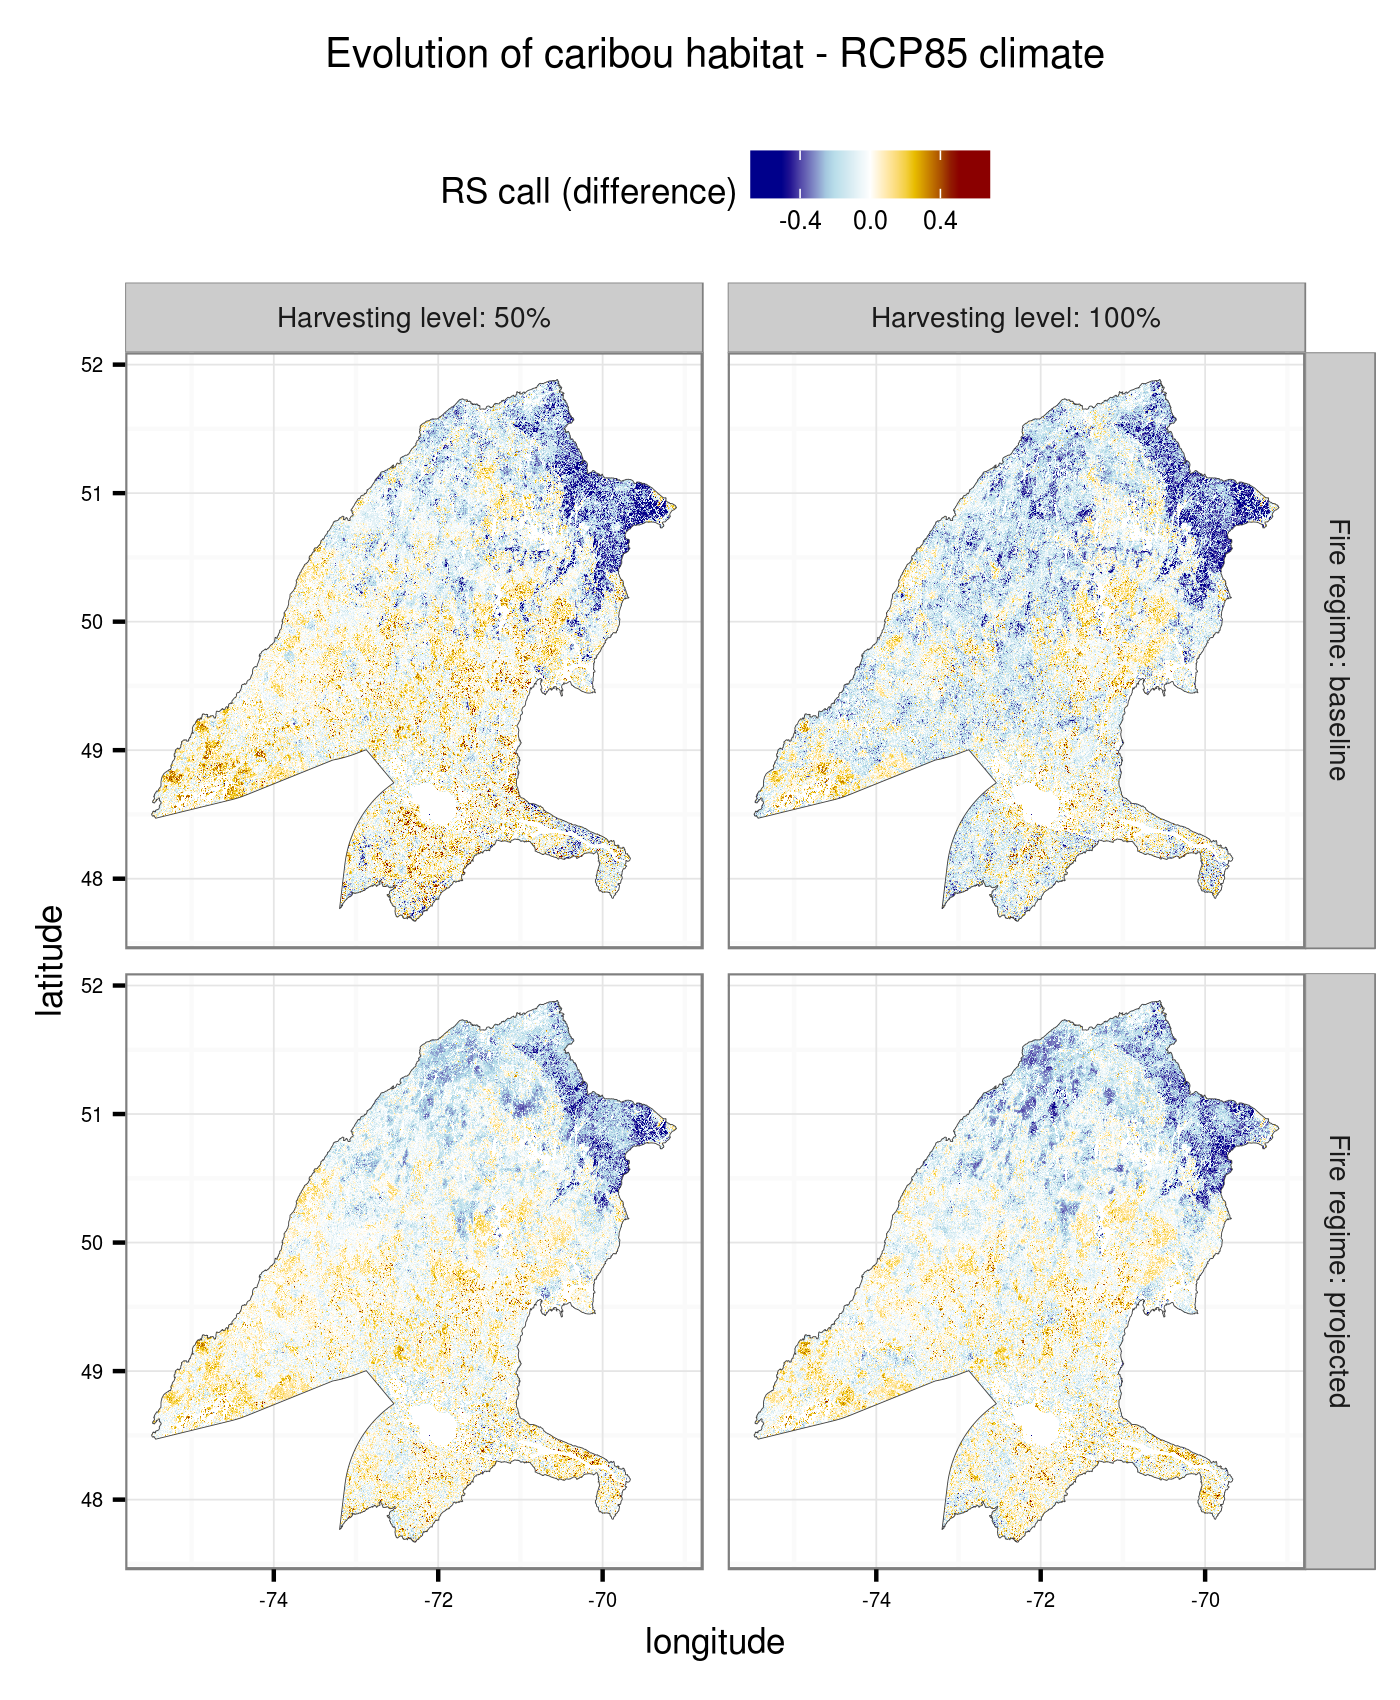 Evolution of caribou habitat - RCP85 climate
RS call (difference)
-0.4 0.0 0.4
Harvesting level: 50%
Harvesting level: 100%
52
51
50
49
48
Fire regime: baseline
latitude
52
51
50
49
48
Fire regime: projected
-74 -72 -70
-74 -72 -70
longitude